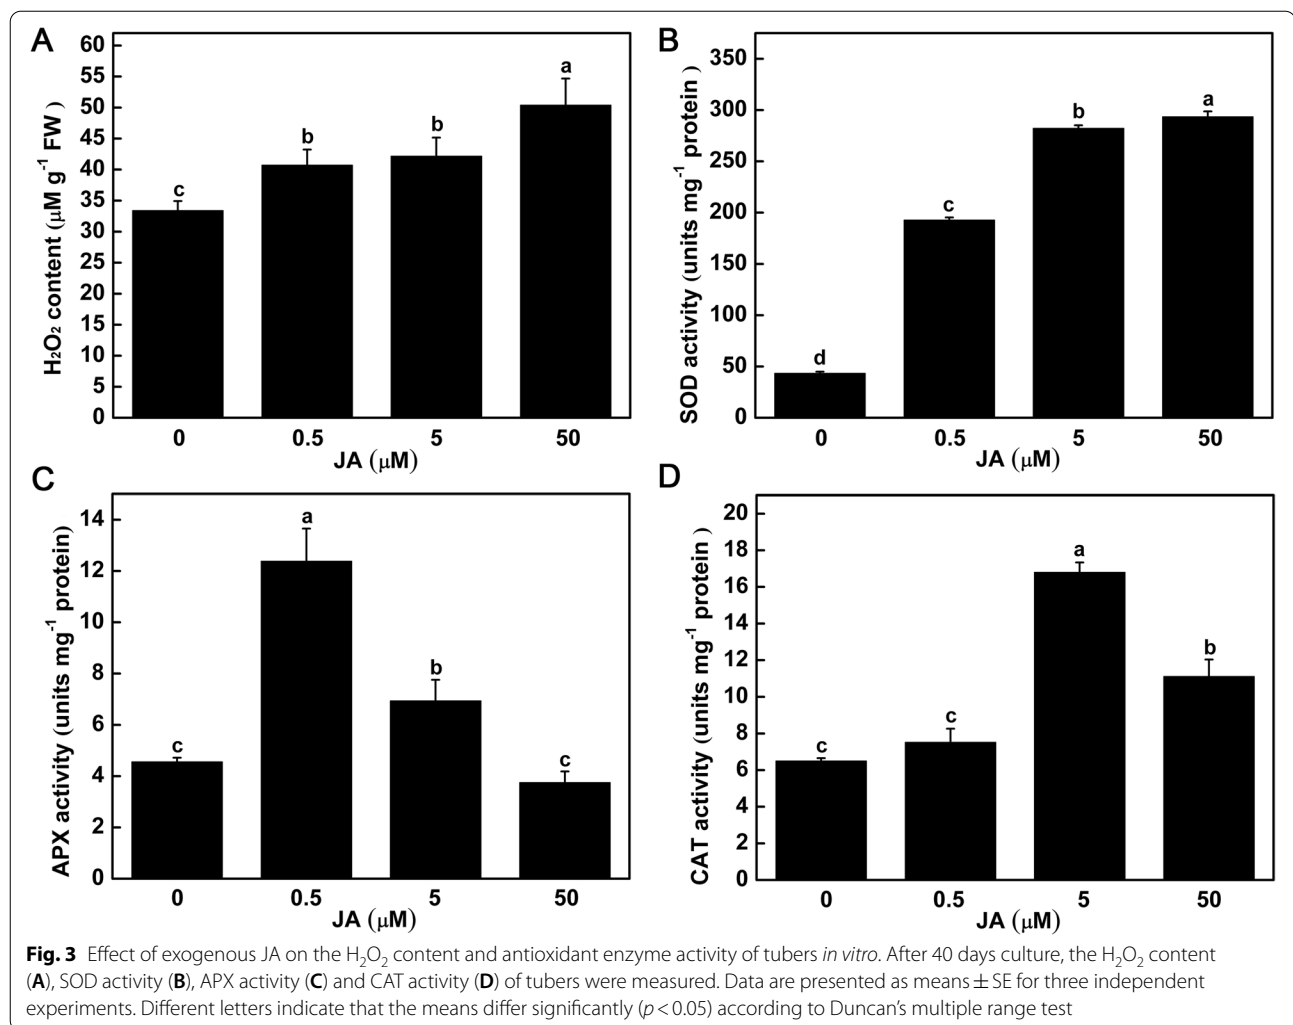 A
H₂O₂ content (μM g⁻¹ FW )
60
55
50
45
40
35
30
25
20
15
10
5
0
c
b
b
a
0 0.5 5 50
JA (μM)
B
SOD activity (units mg⁻¹ protein)
350
300
250
200
150
100
50
0
d
c
b
a
0 0.5 5 50
JA (μM)
C
APX activity (units mg⁻¹ protein)
14
12
10
8
6
4
2
0
c
a
b
c
0 0.5 5 50
JA (μM)
D
CAT activity (units mg⁻¹ protein )
20
18
16
14
12
10
8
6
4
2
0
c
c
a
b
0 0.5 5 50
JA (μM)
Fig. 3 Effect of exogenous JA on the H₂O₂ content and antioxidant enzyme activity of tubers in vitro. After 40 days culture, the H₂O₂ content
(A), SOD activity (B), APX activity (C) and CAT activity (D) of tubers were measured. Data are presented as means ± SE for three independent
experiments. Different letters indicate that the means differ significantly (p < 0.05) according to Duncan's multiple range test